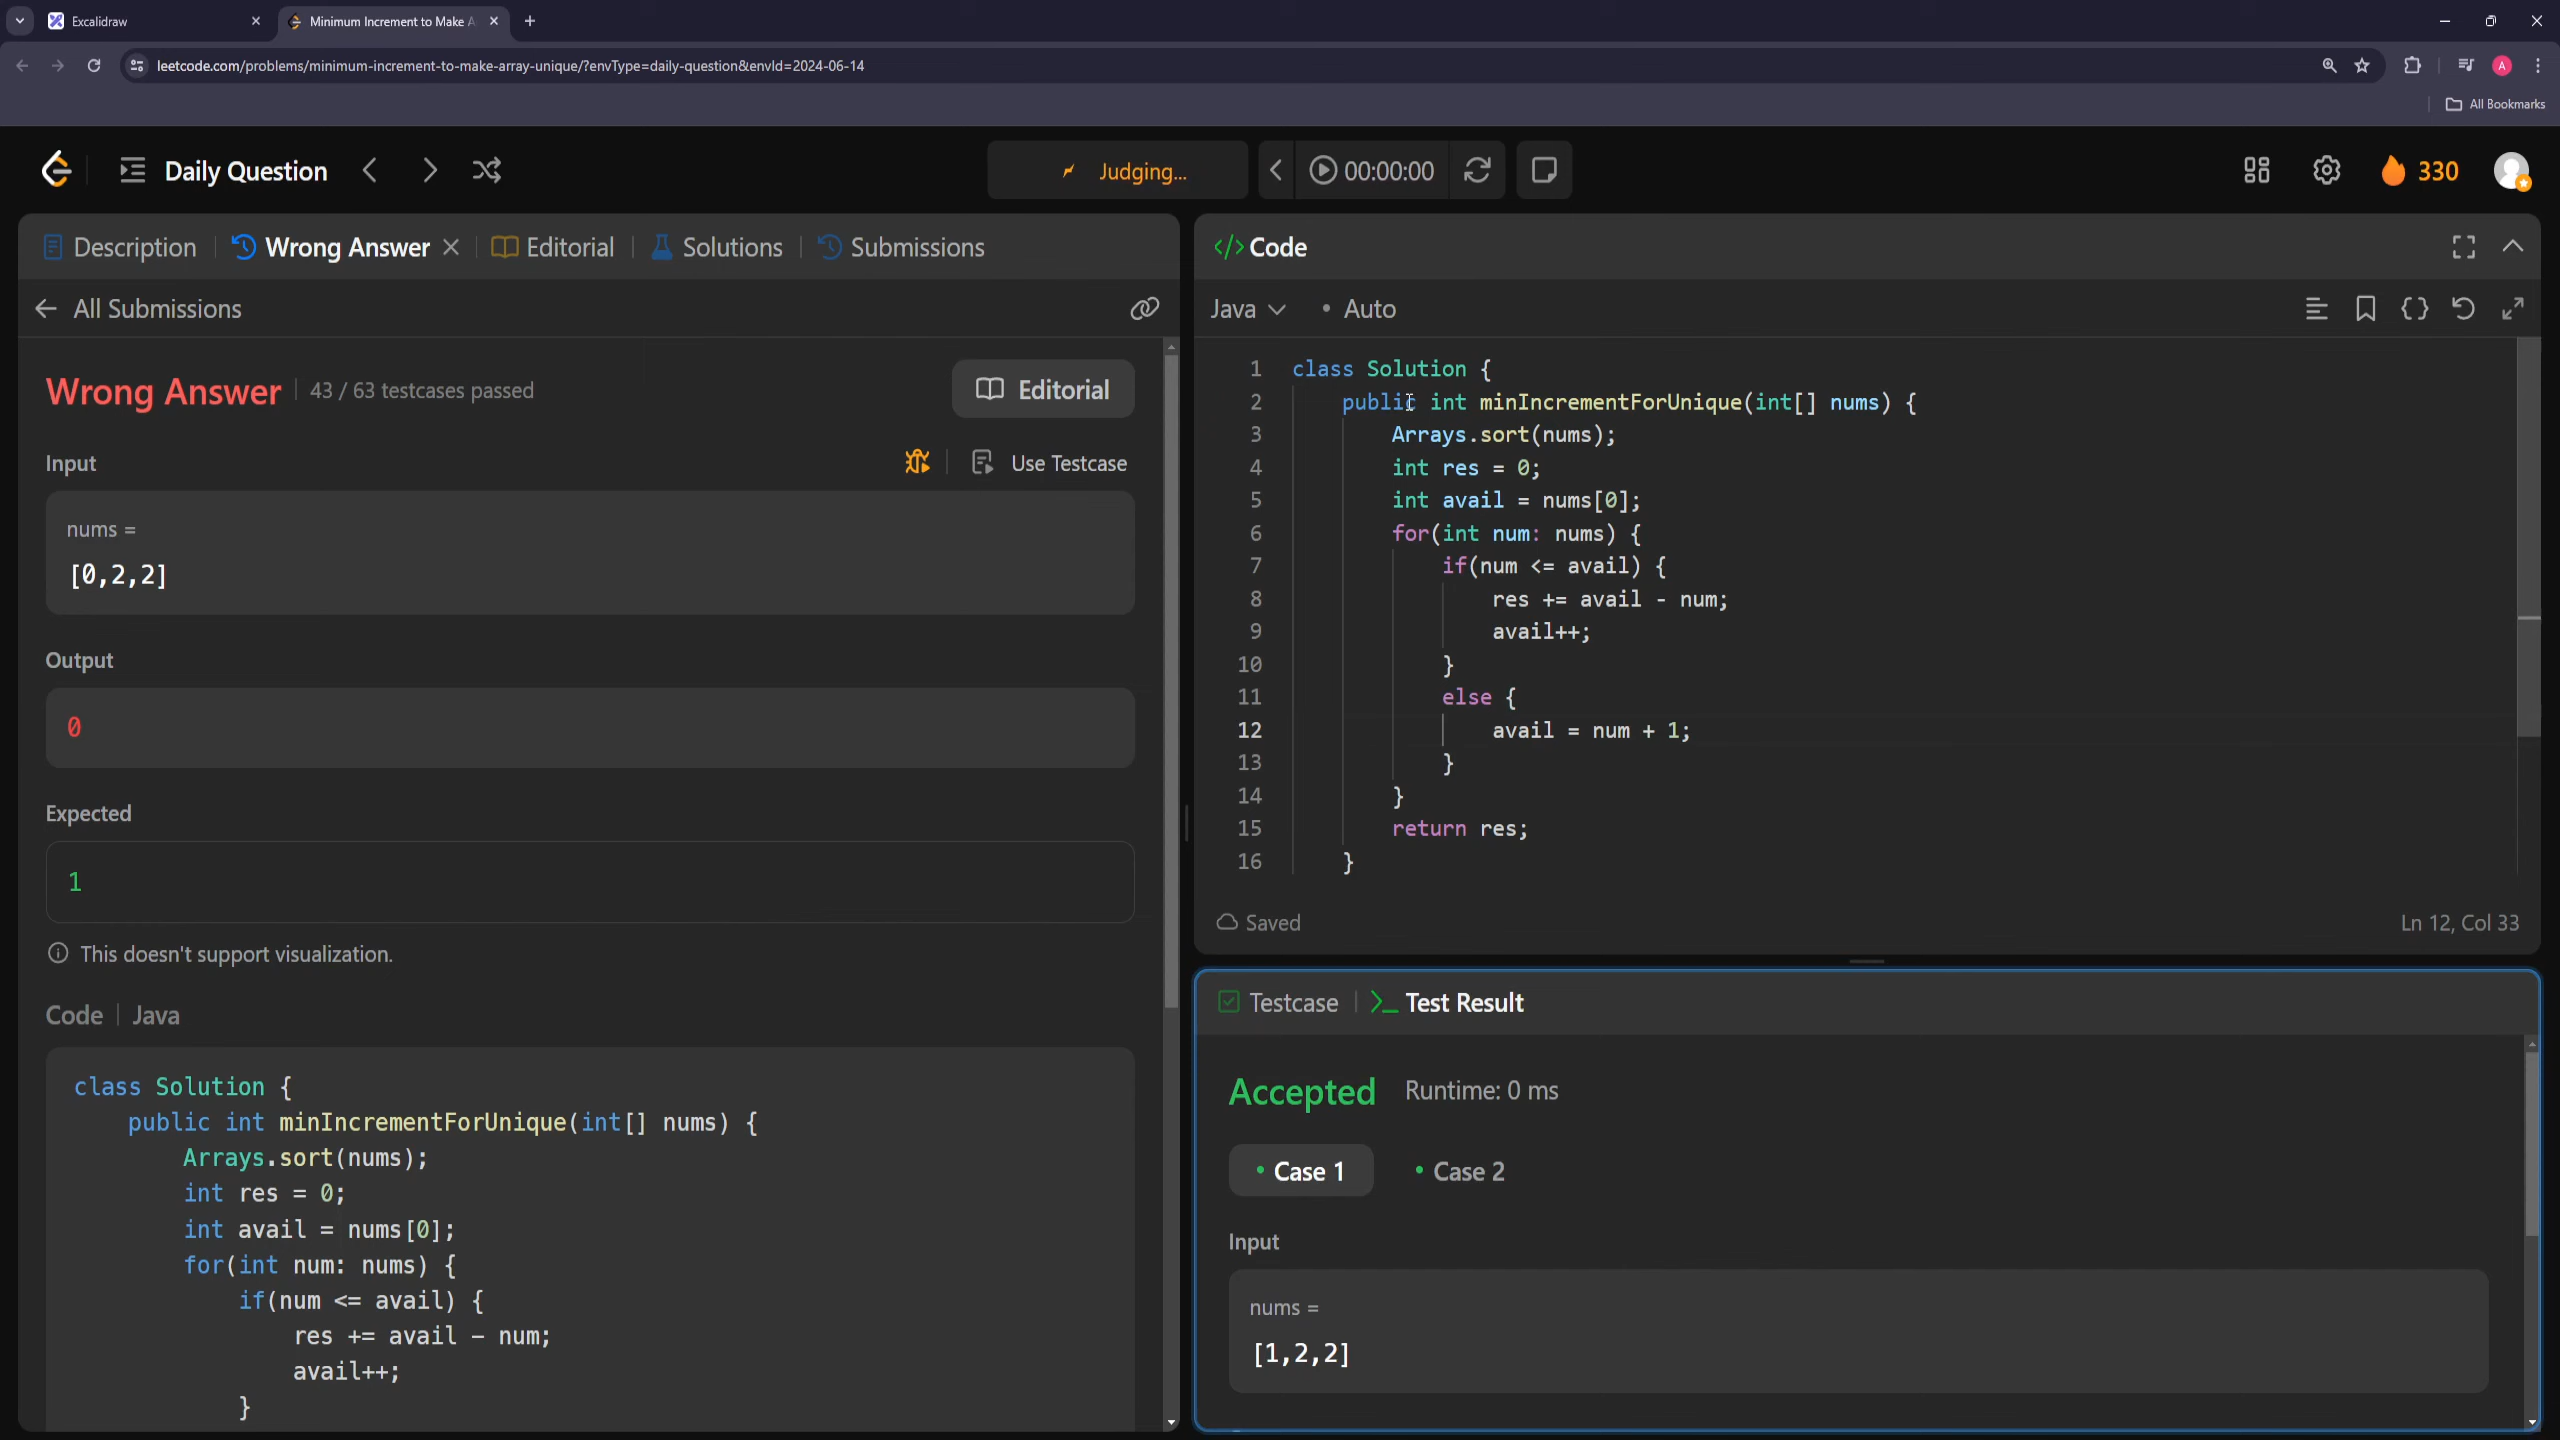 Excalidraw
Minimum Increment to Make A
leetcode.com/problems/minimum-increment-to-make-array-unique/?envType=daily-question&envId=2024-06-14
A
All Bookmarks
Daily Question
Judging...
00:00:00
330
Description
Wrong Answer
Editorial
Solutions
Submissions
All Submissions
Wrong Answer
43 / 63 testcases passed
Editorial
Input
Use Testcase
nums =
[0,2,2]
Output
0
Expected
1
This doesn't support visualization.
Code
Java
class Solution {
public int minIncrementForUnique(int[] nums) {
Arrays.sort(nums);
int res = 0;
int avail = nums[0];
for(int num: nums) {
if(num <= avail) {
res += avail - num;
avail++;
}
</> Code
Java
• Auto
1 class Solution {
2 public int minIncrementForUnique(int[] nums) {
3 Arrays.sort(nums);
4 int res = 0;
5 int avail = nums[0];
6 for(int num: nums) {
7 if(num <= avail) {
8 res += avail - num;
9 avail++;
10 }
11 else {
12 avail = num + 1;
13 }
14 }
15 return res;
16 }
Saved
Ln 12, Col 33
Testcase
Test Result
Accepted
Runtime: 0 ms
• Case 1
• Case 2
Input
nums =
[1,2,2]